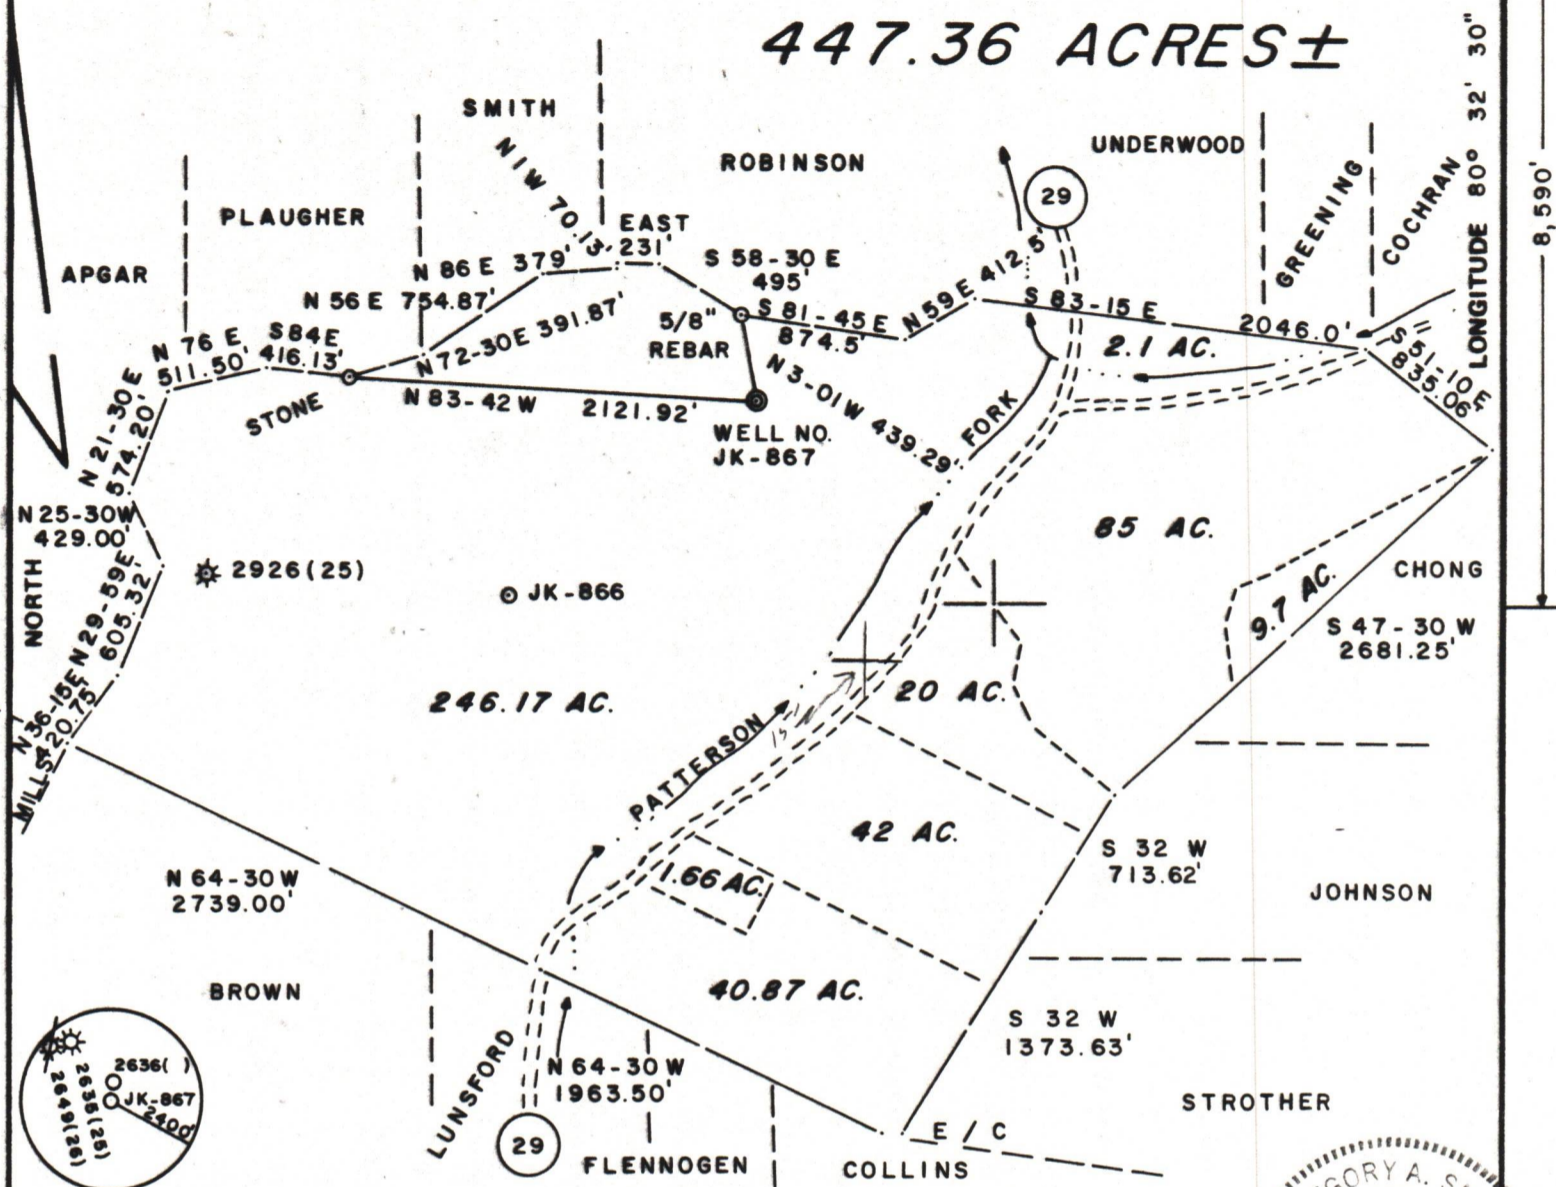 447.36 ACRES±
LONGITUDE 80° 32' 30"
8,590'
SMITH
ROBINSON
UNDERWOOD
GREENING
COCHRAN
PLAUGHER
APGAR
29
N 1 W 70.13'
EAST
231'
N 86 E 379'
S 58-30 E
495'
N 56 E 754.87'
N 72-30E 391.87'
5/8"
REBAR
S 81-45 E
874.5'
N 59 E 412.5'
S 83-15 E
2046.0'
2.1 AC.
S 51-10 E
835.06'
N 76 E
511.50'
S84E
416.13'
STONE
N 83-42 W 2121.92'
N 3-01 W 439.29'
WELL NO.
JK-867
FORK
N 21-30 E
574.20'
N 25-30W
429.00'
NORTH
2926(25)
JK-866
85 AC.
CHONG
9.7 AC.
S 47-30 W
2681.25'
N 29-59E
605.32'
N 36-15E
420.75'
MILLS
246.17 AC.
20 AC.
PATTERSON
42 AC.
1.66 AC.
S 32 W
713.62'
JOHNSON
N 64-30 W
2739.00'
BROWN
40.87 AC.
S 32 W
1373.63'
LUNSFORD
N 64-30 W
1963.50'
STROTHER
2636( )
JK-867
2400'
2635(25)
2649(26)
29
FLENNOGEN
E / C
COLLINS
GORY A. S